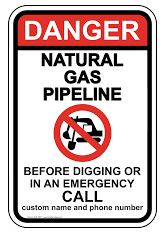 DANGER
NATURAL
GAS
PIPELINE
BEFORE DIGGING OR
IN AN EMERGENCY
CALL
custom name and phone number